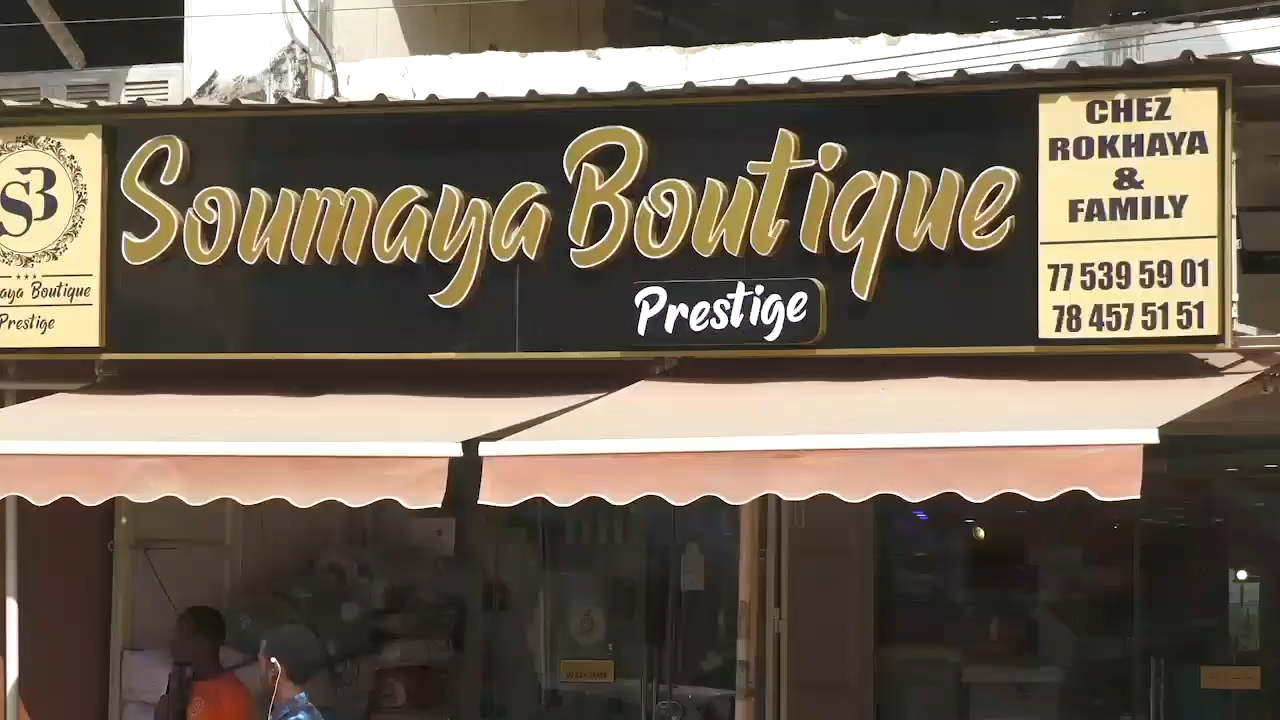 SB
aya Boutique
Prestige
Soumaya Boutique
Prestige
CHEZ
ROKHAYA
&
FAMILY
77 539 59 01
78 457 51 51